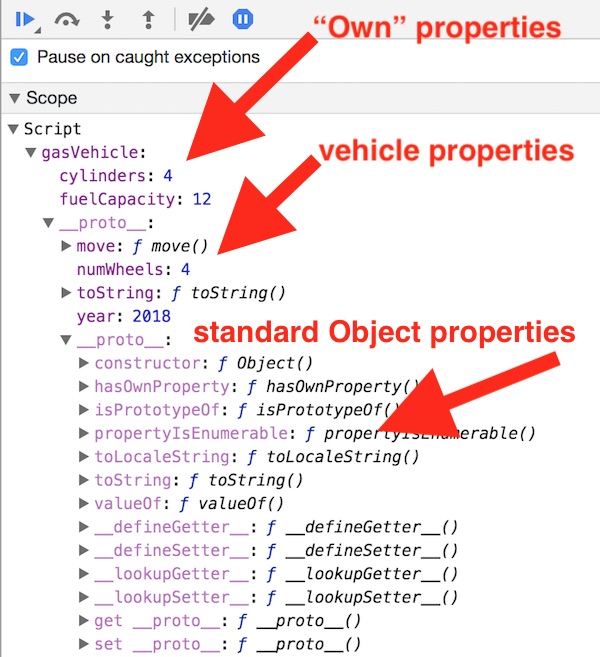 “Own” properties
Pause on caught exceptions
Scope
Script
gasVehicle:
vehicle properties
cylinders: 4
fuelCapacity: 12
__proto__:
move: ƒ move()
numWheels: 4
toString: ƒ toString()
year: 2018
standard Object properties
__proto__:
constructor: ƒ Object()
hasOwnProperty: ƒ hasOwnProperty()
isPrototypeOf: ƒ isPrototypeOf()
propertyIsEnumerable: ƒ propertyIsEnumerable()
toLocaleString: ƒ toLocaleString()
toString: ƒ toString()
valueOf: ƒ valueOf()
__defineGetter__: ƒ __defineGetter__()
__defineSetter__: ƒ __defineSetter__()
__lookupGetter__: ƒ __lookupGetter__()
__lookupSetter__: ƒ __lookupSetter__()
get __proto__: ƒ __proto__()
set __proto__: ƒ __proto__()